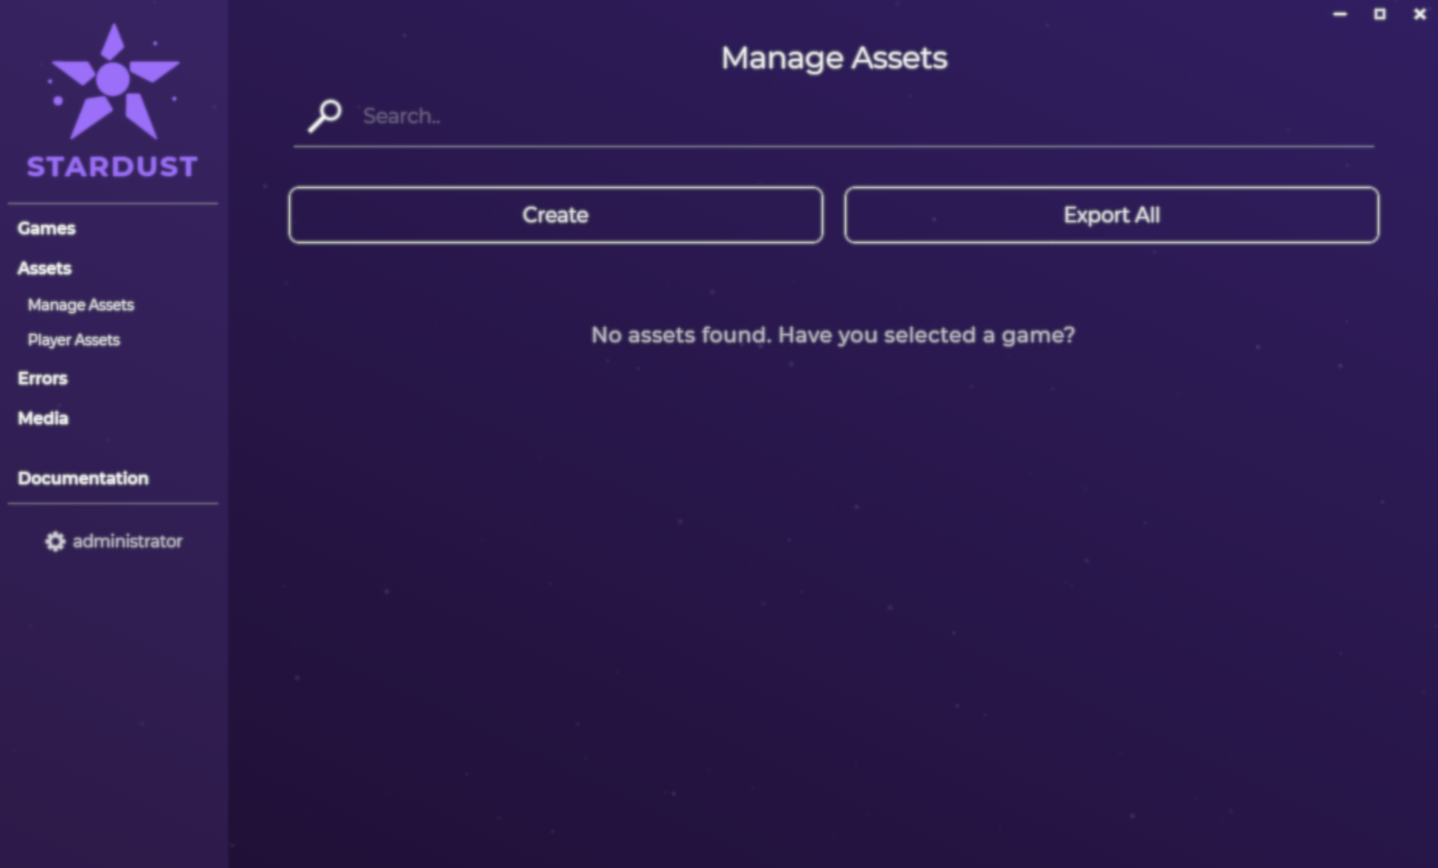 STARDUST
Games
Assets
Manage Assets
Player Assets
Errors
Media
Documentation
administrator
Manage Assets
Search..
Create
Export All
No assets found. Have you selected a game?